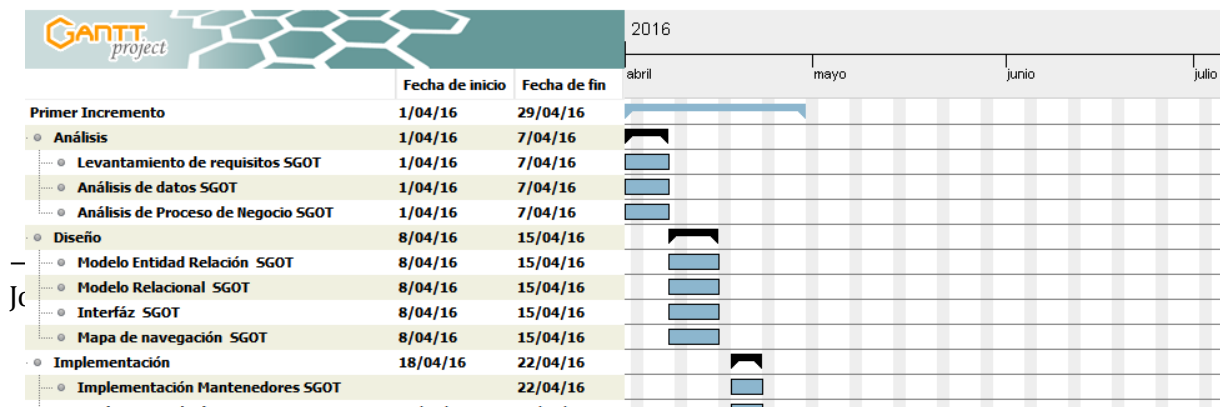 GANTT
project
2016
abril mayo junio julio
Fecha de inicio Fecha de fin
Primer Incremento 1/04/16 29/04/16
Análisis 1/04/16 7/04/16
Levantamiento de requisitos SGOT 1/04/16 7/04/16
Análisis de datos SGOT 1/04/16 7/04/16
Análisis de Proceso de Negocio SGOT 1/04/16 7/04/16
Diseño 8/04/16 15/04/16
Modelo Entidad Relación SGOT 8/04/16 15/04/16
Modelo Relacional SGOT 8/04/16 15/04/16
Interfáz SGOT 8/04/16 15/04/16
Mapa de navegación SGOT 8/04/16 15/04/16
Implementación 18/04/16 22/04/16
Implementación Mantenedores SGOT 22/04/16